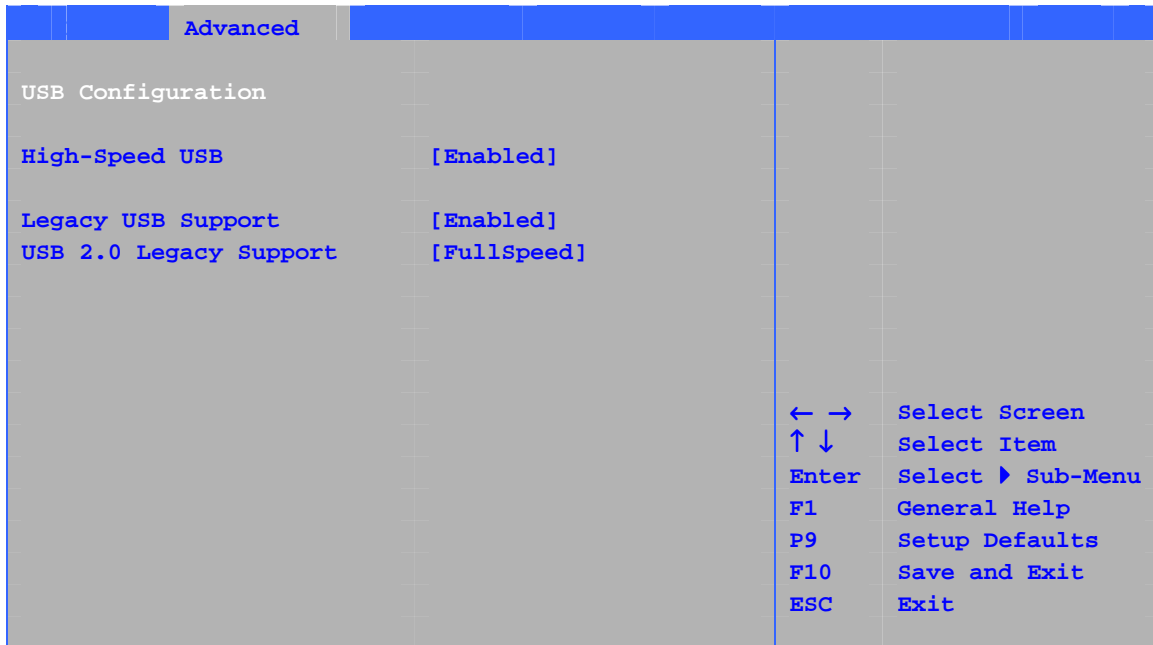 Advanced
USB Configuration
High-Speed USB [Enabled]
Legacy USB Support [Enabled]
USB 2.0 Legacy Support [FullSpeed]
← → Select Screen
↑ ↓ Select Item
Enter Select ▶ Sub-Menu
F1 General Help
P9 Setup Defaults
F10 Save and Exit
ESC Exit